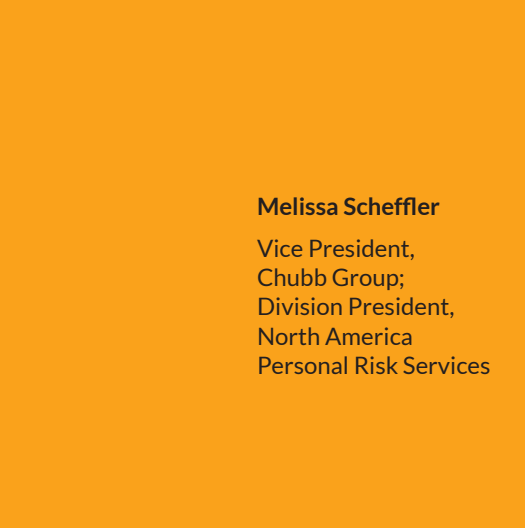 Melissa Scheffler
Vice President,
Chubb Group;
Division President,
North America
Personal Risk Services